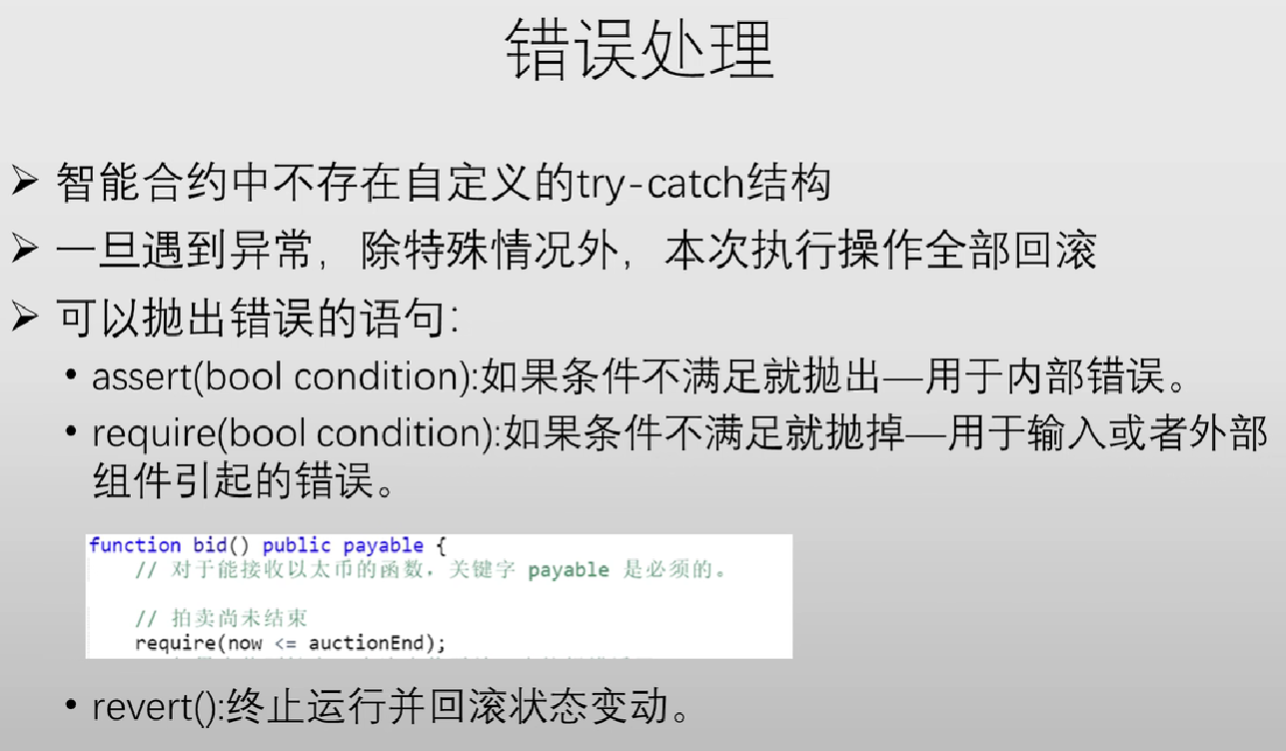 错误处理
➢ 智能合约中不存在自定义的try-catch结构
➢ 一旦遇到异常，除特殊情况外，本次执行操作全部回滚
➢ 可以抛出错误的语句：
• assert(bool condition):如果条件不满足就抛出—用于内部错误。
• require(bool condition):如果条件不满足就抛掉—用于输入或者外部
组件引起的错误。
function bid() public payable {
// 对于能接收以太币的函数，关键字 payable 是必须的。
// 拍卖尚未结束
require(now <= auctionEnd);
• revert():终止运行并回滚状态变动。